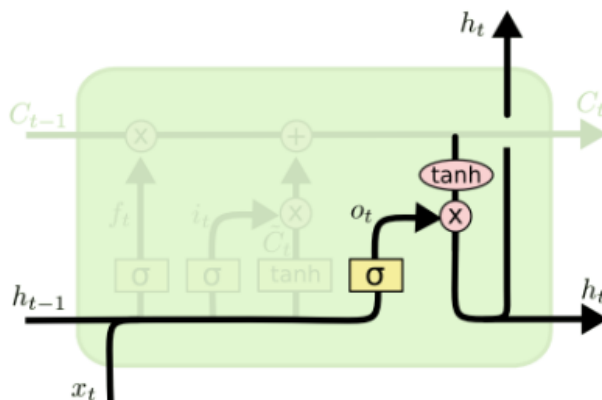 h_t
C_{t-1} × + C_t
tanh
f_t i_t × o_t ×
C̃_t
σ σ tanh σ
h_{t-1} h_t
x_t